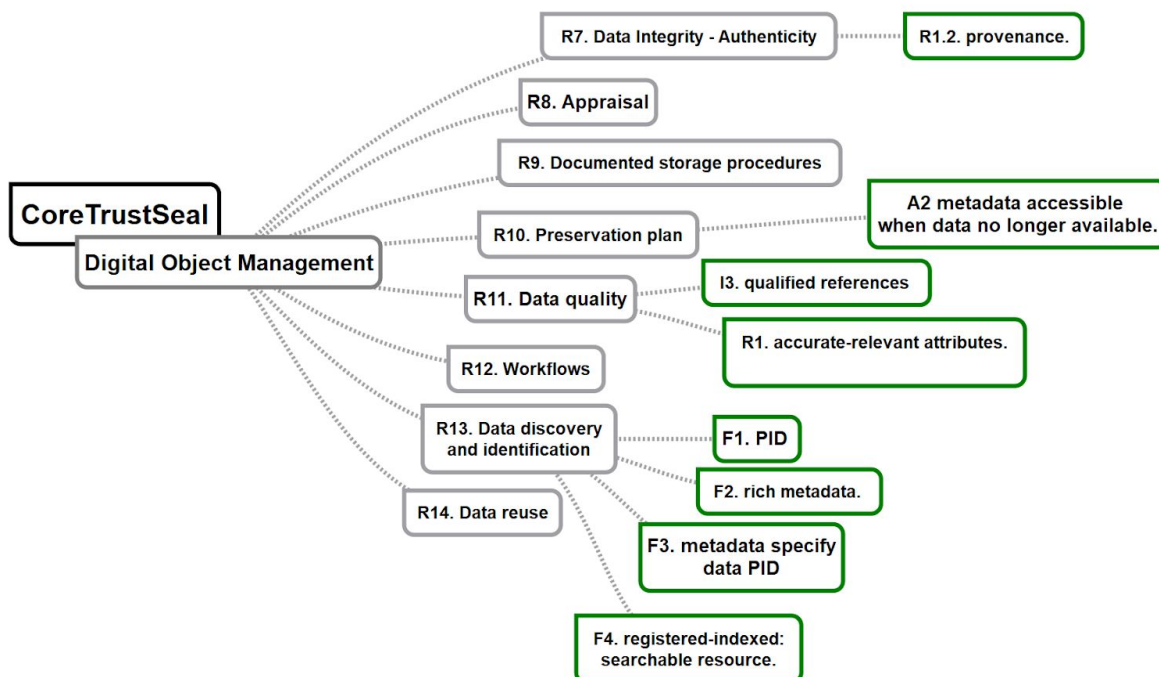 R7. Data Integrity - Authenticity
R1.2. provenance.
R8. Appraisal
R9. Documented storage procedures
CoreTrustSeal
Digital Object Management
R10. Preservation plan
A2 metadata accessible
when data no longer available.
R11. Data quality
I3. qualified references
R1. accurate-relevant attributes.
R12. Workflows
R13. Data discovery
and identification
F1. PID
F2. rich metadata.
R14. Data reuse
F3. metadata specify
data PID
F4. registered-indexed:
searchable resource.